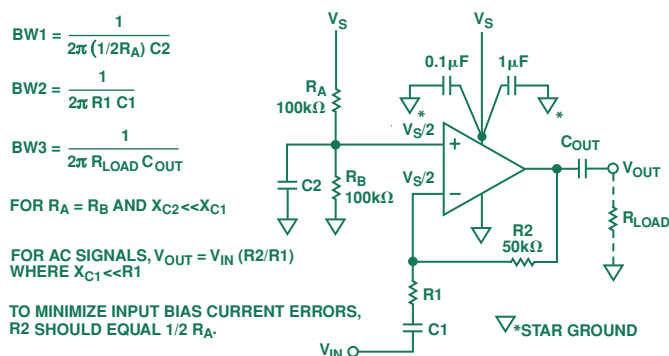 BW1 = 1 / 2π (1/2RA) C2
BW2 = 1 / 2π R1 C1
BW3 = 1 / 2π RLOAD COUT
FOR RA = RB AND XC2<<XC1
FOR AC SIGNALS, VOUT = VIN (R2/R1)
WHERE XC1<<R1
TO MINIMIZE INPUT BIAS CURRENT ERRORS,
R2 SHOULD EQUAL 1/2 RA.
VS
VS
0.1µF
1µF
*
*
RA
100kΩ
VS/2
+
COUT
VOUT
C2
RB
100kΩ
VS/2
–
R2
50kΩ
RLOAD
R1
C1
VIN
*STAR GROUND